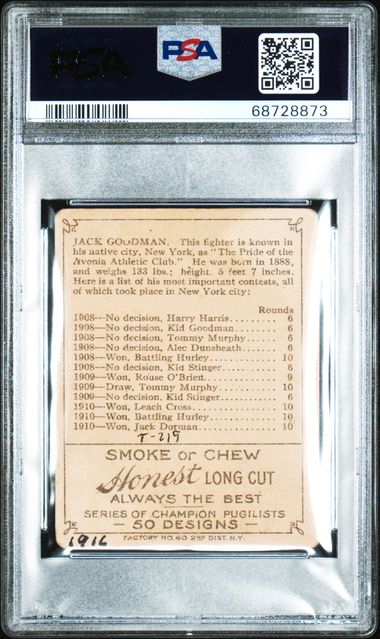 PSA
PSA
68728873
JACK GOODMAN. This fighter is known in
his native city, New York, as "The Pride of the
Avonia Athletic Club." He was born in 1888,
and weighs 133 lbs.; height, 5 feet 7 inches.
Here is a list of his most important contests, all
of which took place in New York city:
Rounds
1908—No decision, Harry Harris 6
1908—No decision, Kid Goodman 6
1908—No decision, Tommy Murphy 6
1908—No decision, Alec Dunsheath 6
1908—Won, Battling Hurley 10
1908—No decision, Kid Stinger 6
1909—Won, Rouse O'Brien 9
1909—Draw, Tommy Murphy 10
1909—No decision, Kid Stinger 6
1910—Won, Leach Cross 10
1910—Won, Battling Hurley 10
1910—Won, Jack Dorman 10
T-219
SMOKE or CHEW
Honest LONG CUT
ALWAYS THE BEST
SERIES OF CHAMPION PUGILISTS
— 50 DESIGNS —
FACTORY No. 60 2ND DIST. N.Y.